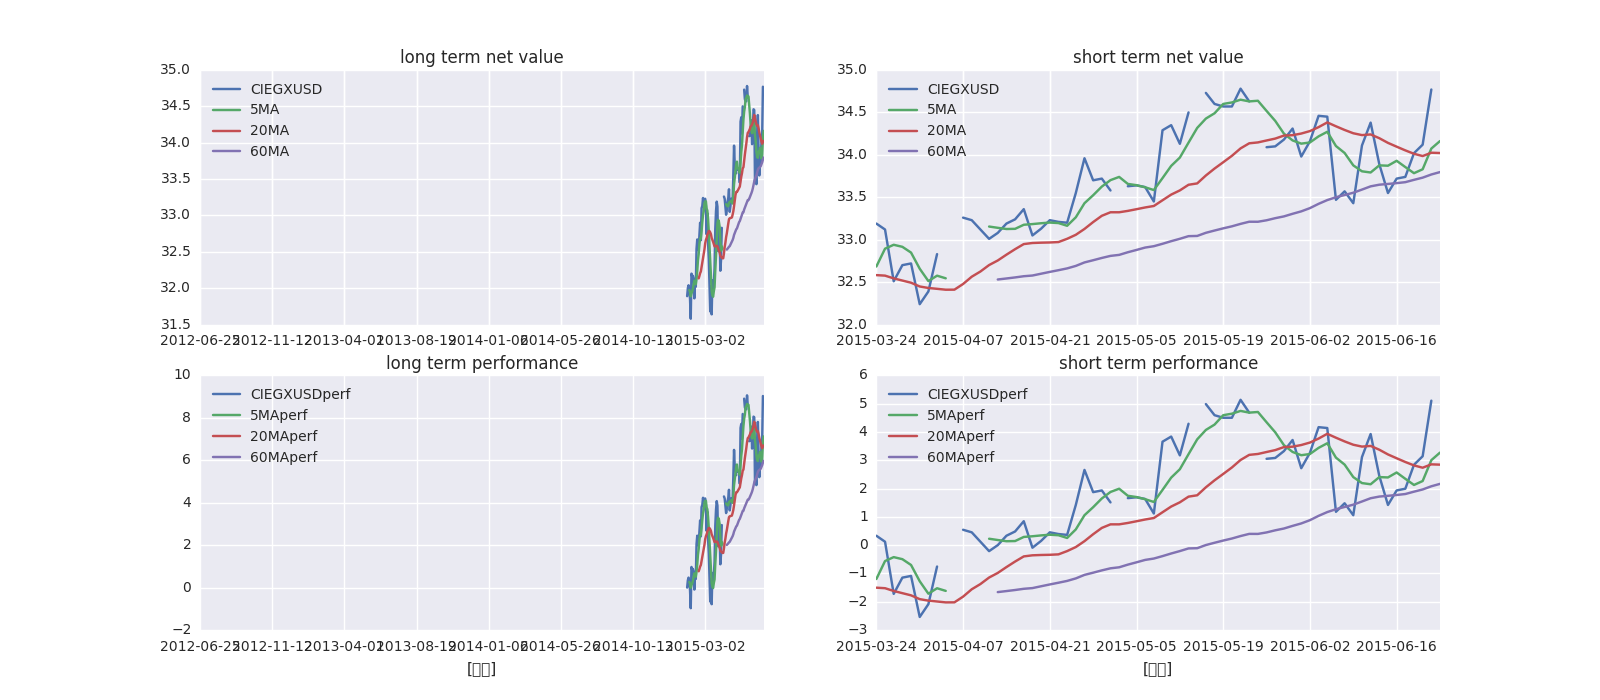 long term net value
35.0
34.5
34.0
33.5
33.0
32.5
32.0
31.5
CIEGXUSD
5MA
20MA
60MA
2012-06-25 2012-11-12 2013-04-01 2013-08-19 2014-01-06 2014-05-26 2014-10-13 2015-03-02
short term net value
35.0
34.5
34.0
33.5
33.0
32.5
32.0
CIEGXUSD
5MA
20MA
60MA
2015-03-24 2015-04-07 2015-04-21 2015-05-05 2015-05-19 2015-06-02 2015-06-16
long term performance
10
8
6
4
2
0
−2
CIEGXUSDperf
5MAperf
20MAperf
60MAperf
2012-06-25 2012-11-12 2013-04-01 2013-08-19 2014-01-06 2014-05-26 2014-10-13 2015-03-02
short term performance
6
5
4
3
2
1
0
−1
−2
−3
CIEGXUSDperf
5MAperf
20MAperf
60MAperf
2015-03-24 2015-04-07 2015-04-21 2015-05-05 2015-05-19 2015-06-02 2015-06-16